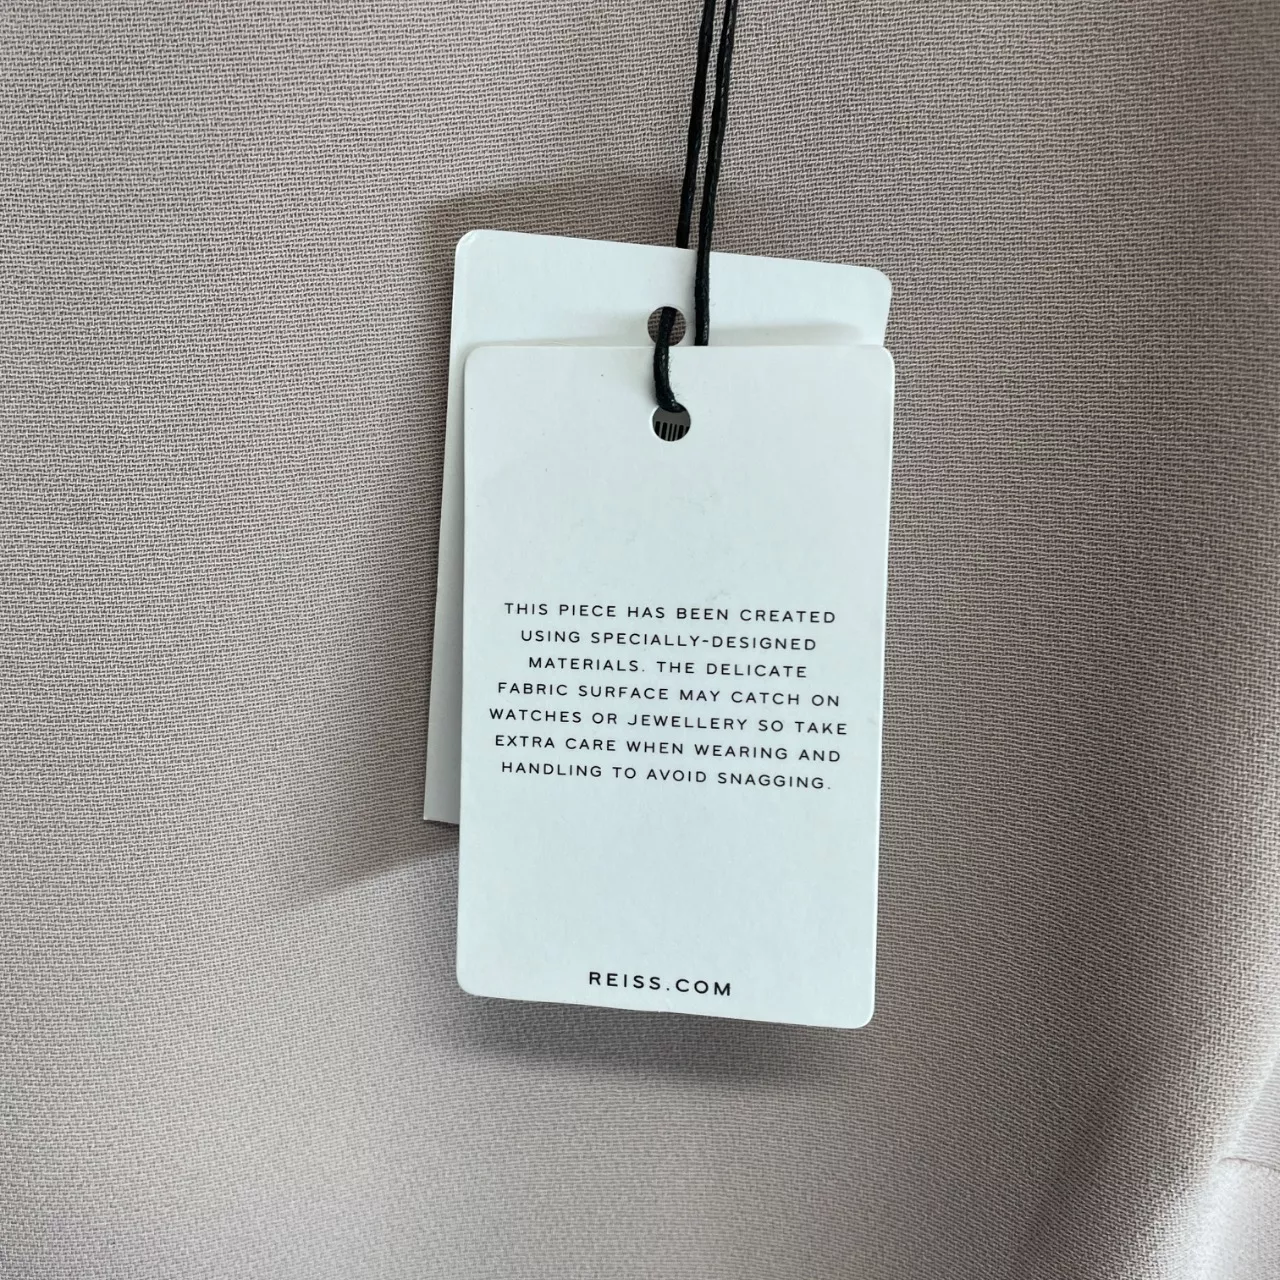 THIS PIECE HAS BEEN CREATED
USING SPECIALLY-DESIGNED
MATERIALS. THE DELICATE
FABRIC SURFACE MAY CATCH ON
WATCHES OR JEWELLERY SO TAKE
EXTRA CARE WHEN WEARING AND
HANDLING TO AVOID SNAGGING.
REISS.COM